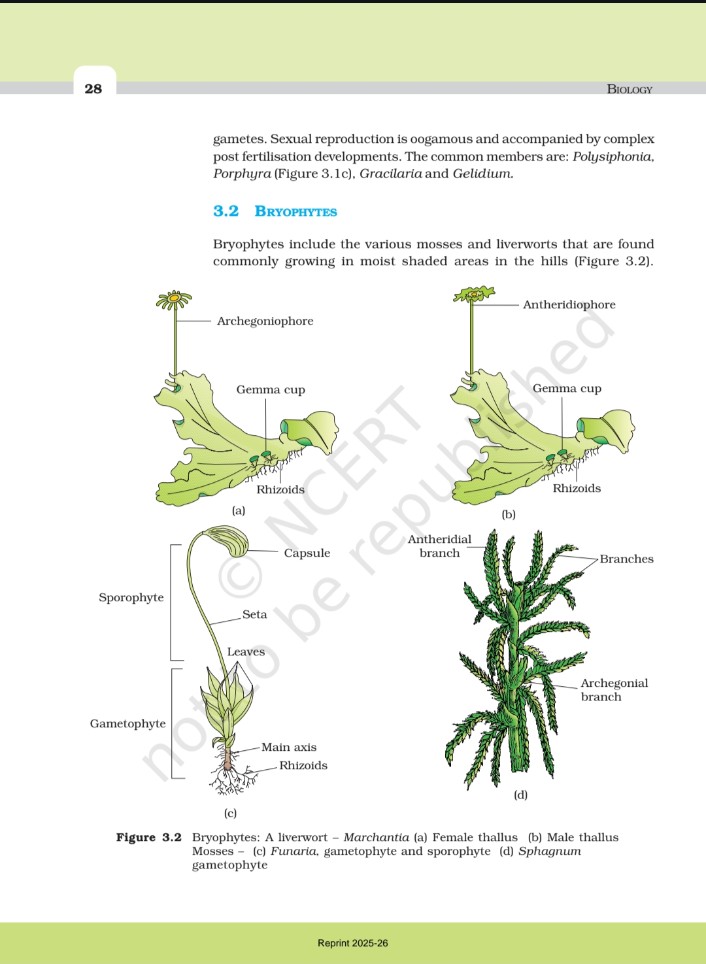 28
BIOLOGY
gametes. Sexual reproduction is oogamous and accompanied by complex
post fertilisation developments. The common members are: Polysiphonia,
Porphyra (Figure 3.1c), Gracilaria and Gelidium.
3.2 BRYOPHYTES
Bryophytes include the various mosses and liverworts that are found
commonly growing in moist shaded areas in the hills (Figure 3.2).
Archegoniophore
Gemma cup
Rhizoids
(a)
Antheridiophore
Gemma cup
Rhizoids
(b)
Capsule
Sporophyte
Seta
Leaves
Gametophyte
Main axis
Rhizoids
(c)
Antheridial
branch
Branches
Archegonial
branch
(d)
© NCERT
not to be republished
Figure 3.2 Bryophytes: A liverwort – Marchantia (a) Female thallus (b) Male thallus
Mosses – (c) Funaria, gametophyte and sporophyte (d) Sphagnum
gametophyte
Reprint 2025-26